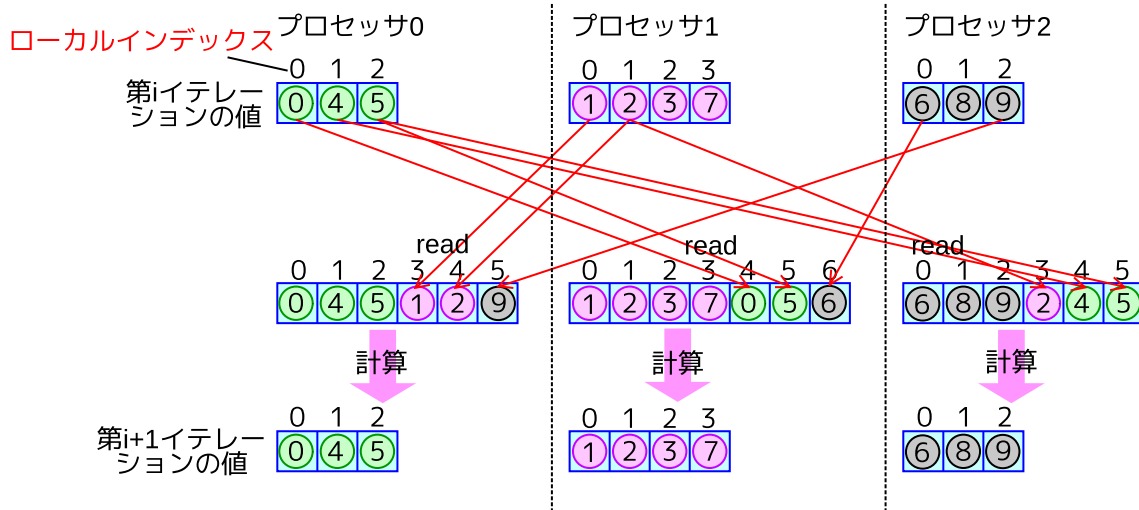 プロセッサ0 プロセッサ1 プロセッサ2
ローカルインデックス
0 1 2 0 1 2 3 0 1 2
第iイテレー
ションの値
0 4 5 1 2 3 7 6 8 9
read read read
0 1 2 3 4 5 0 1 2 3 4 5 6 0 1 2 3 4 5
0 4 5 1 2 9 1 2 3 7 0 5 6 6 8 9 2 4 5
計算 計算 計算
0 1 2 0 1 2 3 0 1 2
第i+1イテレー
ションの値
0 4 5 1 2 3 7 6 8 9